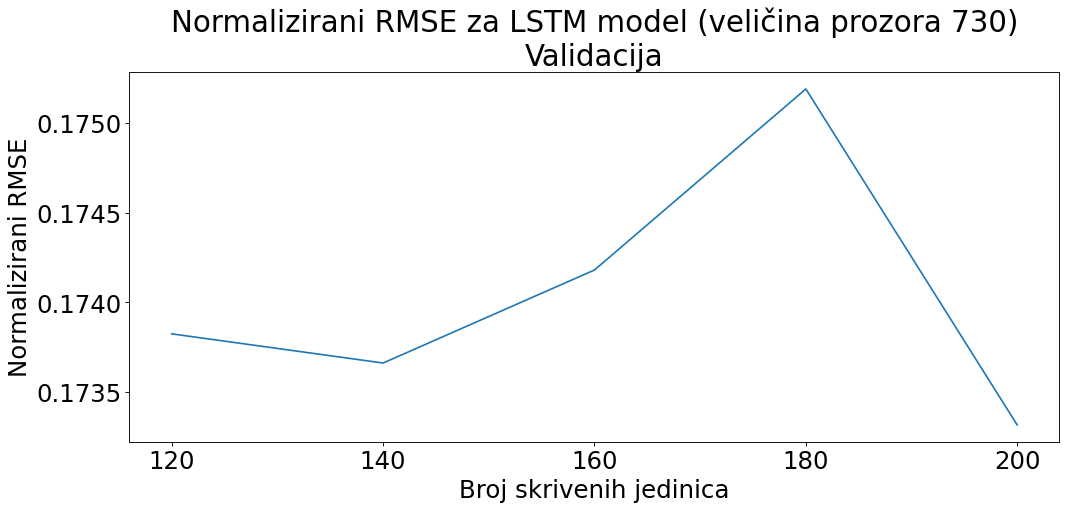 Normalizirani RMSE za LSTM model (veličina prozora 730)
Validacija
Normalizirani RMSE
0.1750
0.1745
0.1740
0.1735
120 140 160 180 200
Broj skrivenih jedinica